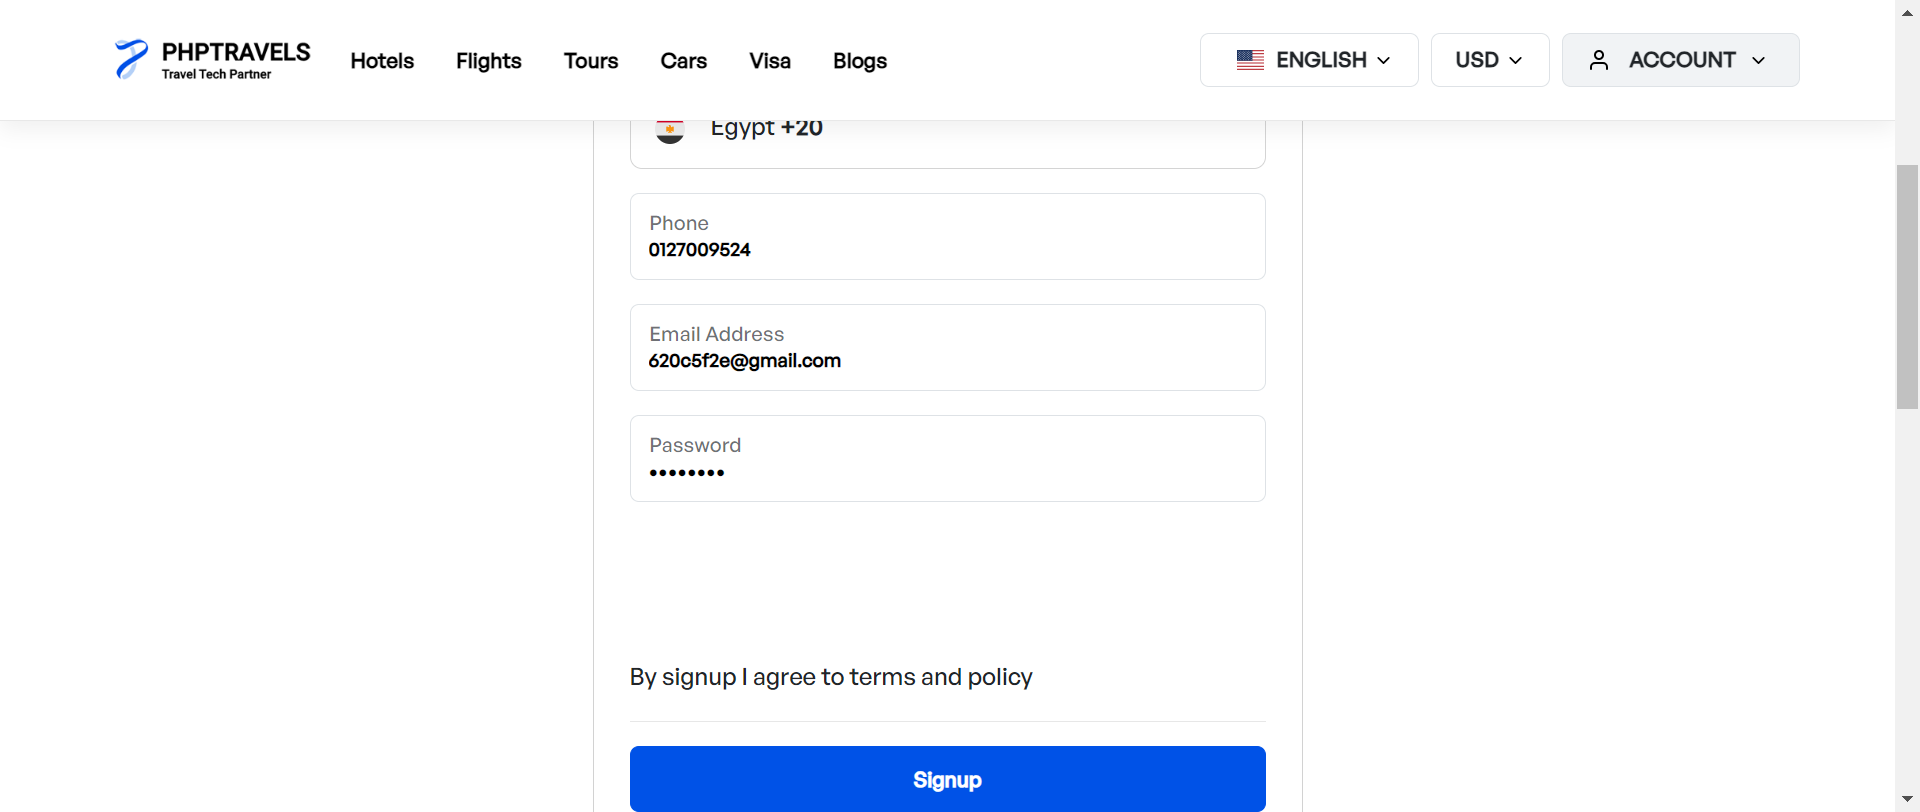 PHPTRAVELS
Travel Tech Partner
Hotels Flights Tours Cars Visa Blogs
ENGLISH USD ACCOUNT
Egypt +20
Phone
0127009524
Email Address
620c5f2e@gmail.com
Password
••••••••
By signup I agree to terms and policy
Signup